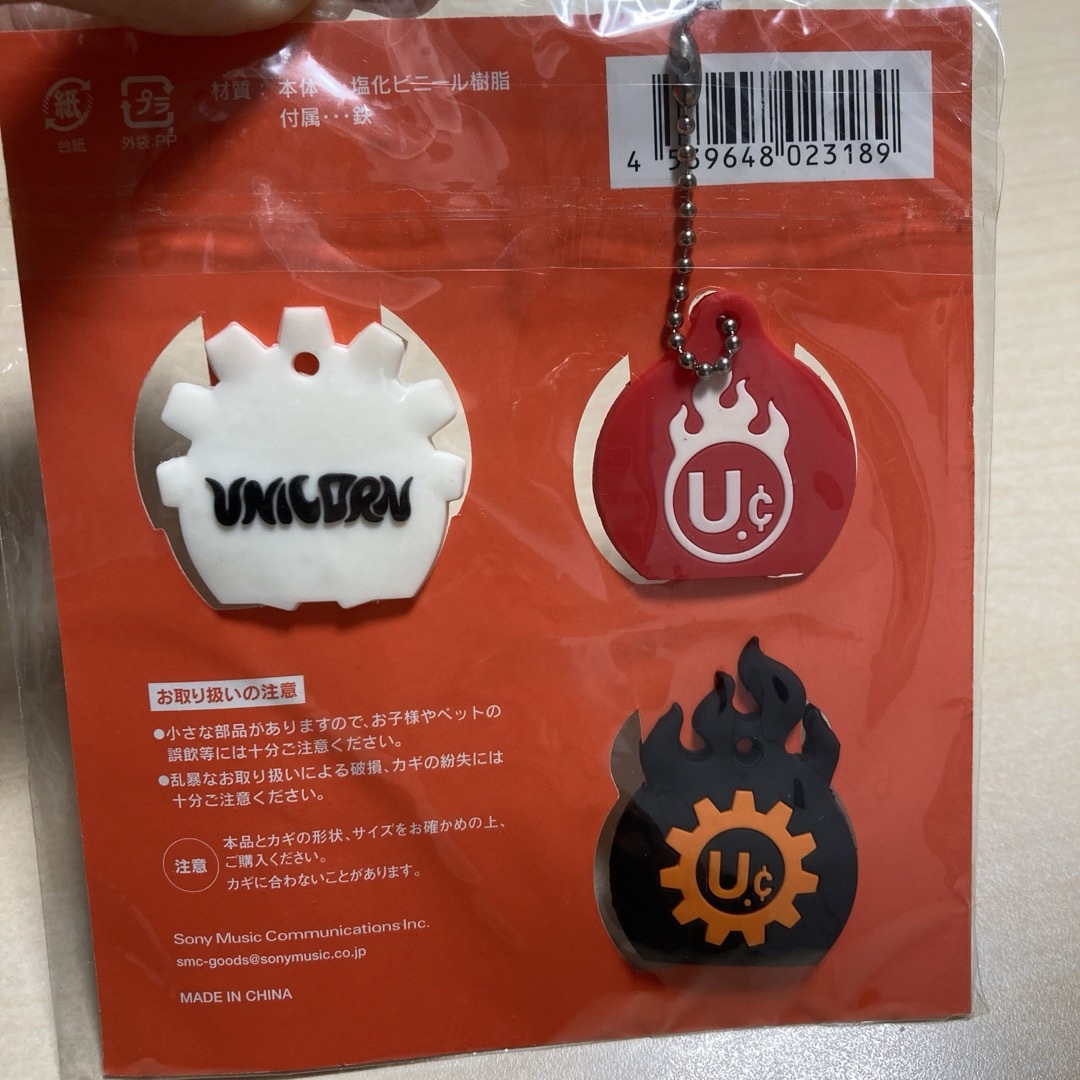 紙
台紙
プラ
外袋:PP
材質：本体 塩化ビニール樹脂
付属…鉄
4 539648 023189
UNICORN
U.¢
お取り扱いの注意
●小さな部品がありますので、お子様やペットの
誤飲等には十分ご注意ください。
●乱暴なお取り扱いによる破損、カギの紛失には
十分ご注意ください。
注意
本品とカギの形状、サイズをお確かめの上、
ご購入ください。
カギに合わないことがあります。
U.¢
Sony Music Communications Inc.
smc-goods@sonymusic.co.jp
MADE IN CHINA